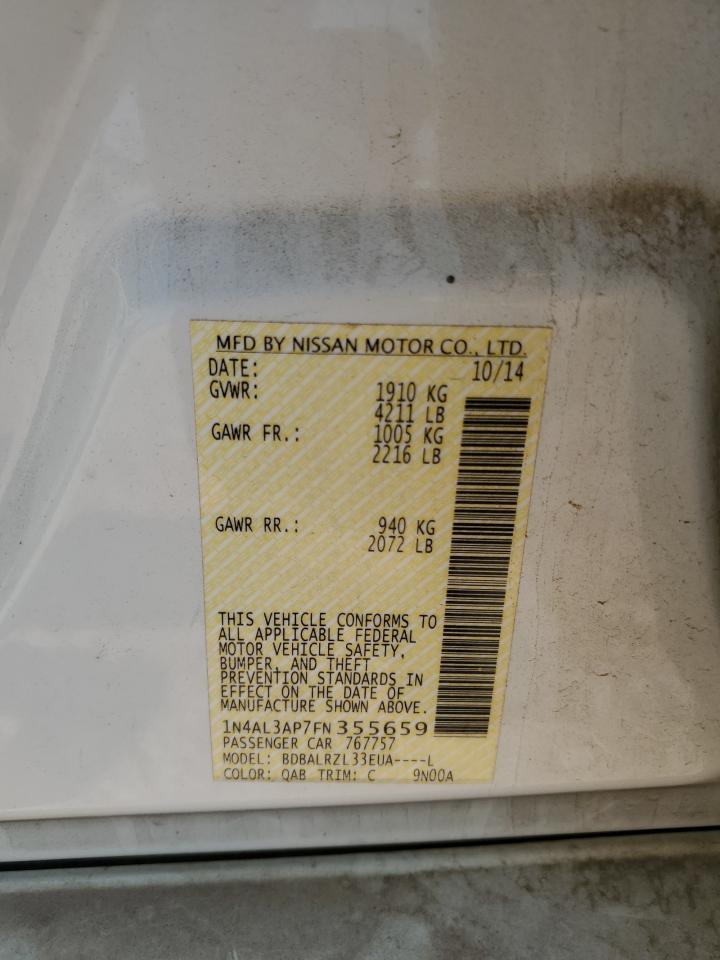 MFD BY NISSAN MOTOR CO., LTD.
DATE: 10/14
GVWR: 1910 KG
4211 LB
GAWR FR.: 1005 KG
2216 LB
GAWR RR.: 940 KG
2072 LB
THIS VEHICLE CONFORMS TO
ALL APPLICABLE FEDERAL
MOTOR VEHICLE SAFETY,
BUMPER, AND THEFT
PREVENTION STANDARDS IN
EFFECT ON THE DATE OF
MANUFACTURE SHOWN ABOVE.
1N4AL3AP7FN355659
PASSENGER CAR 767757
MODEL: BDBALRZL33EUA----L
COLOR: QAB TRIM: C 9N00A